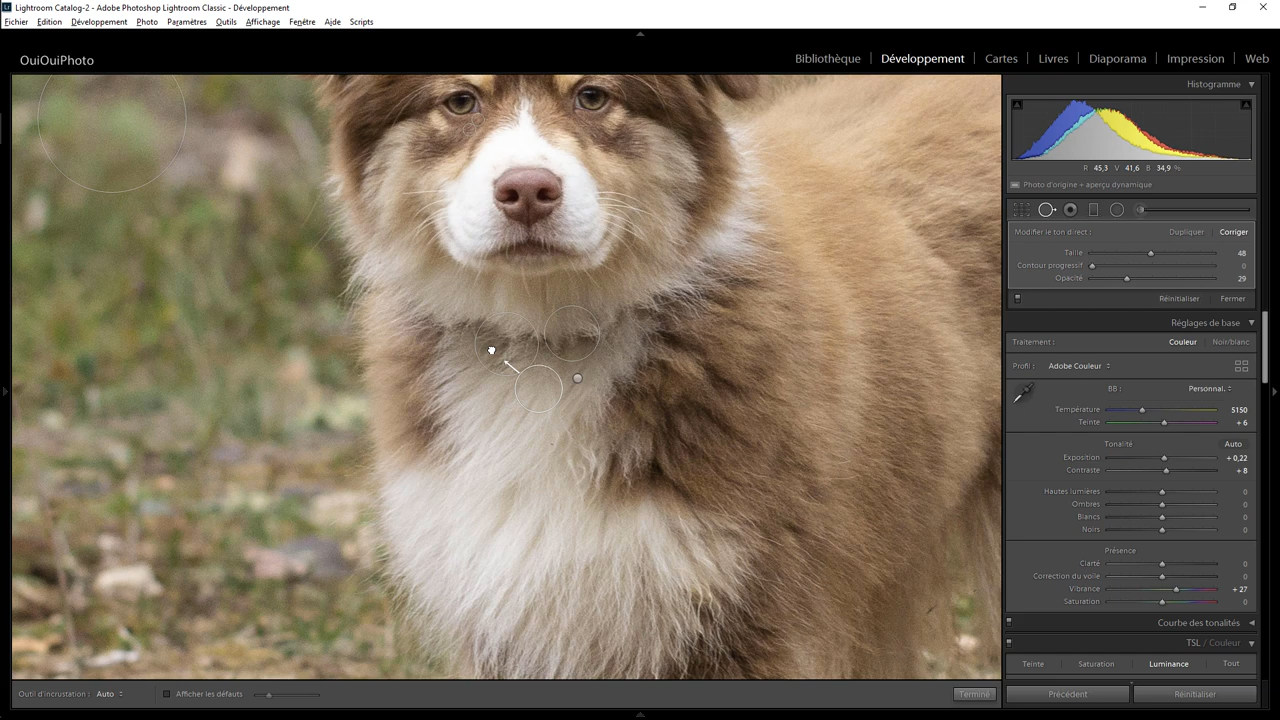 Lr Lightroom Catalog-2 - Adobe Photoshop Lightroom Classic - Développement
Fichier Edition Développement Photo Paramètres Outils Affichage Fenêtre Aide Scripts
OuiOuiPhoto
Bibliothèque | Développement | Cartes | Livres | Diaporama | Impression | Web
Histogramme
R 45,3 V 41,6 B 34,9 %
Photo d'origine + aperçu dynamique
Modifier le ton direct : Dupliquer Corriger
Taille 48
Contour progressif 0
Opacité 29
Réinitialiser Fermer
Réglages de base
Traitement : Couleur Noir/blanc
Profil : Adobe Couleur
BB : Personnal.
Température 5150
Teinte + 6
Tonalité Auto
Exposition + 0,22
Contraste + 8
Hautes lumières 0
Ombres 0
Blancs 0
Noirs 0
Présence
Clarté 0
Correction du voile 0
Vibrance + 27
Saturation 0
Courbe des tonalités
TSL / Couleur
Teinte Saturation Luminance Tout
Outil d'incrustation : Auto Afficher les défauts Terminé
Précédent Réinitialiser